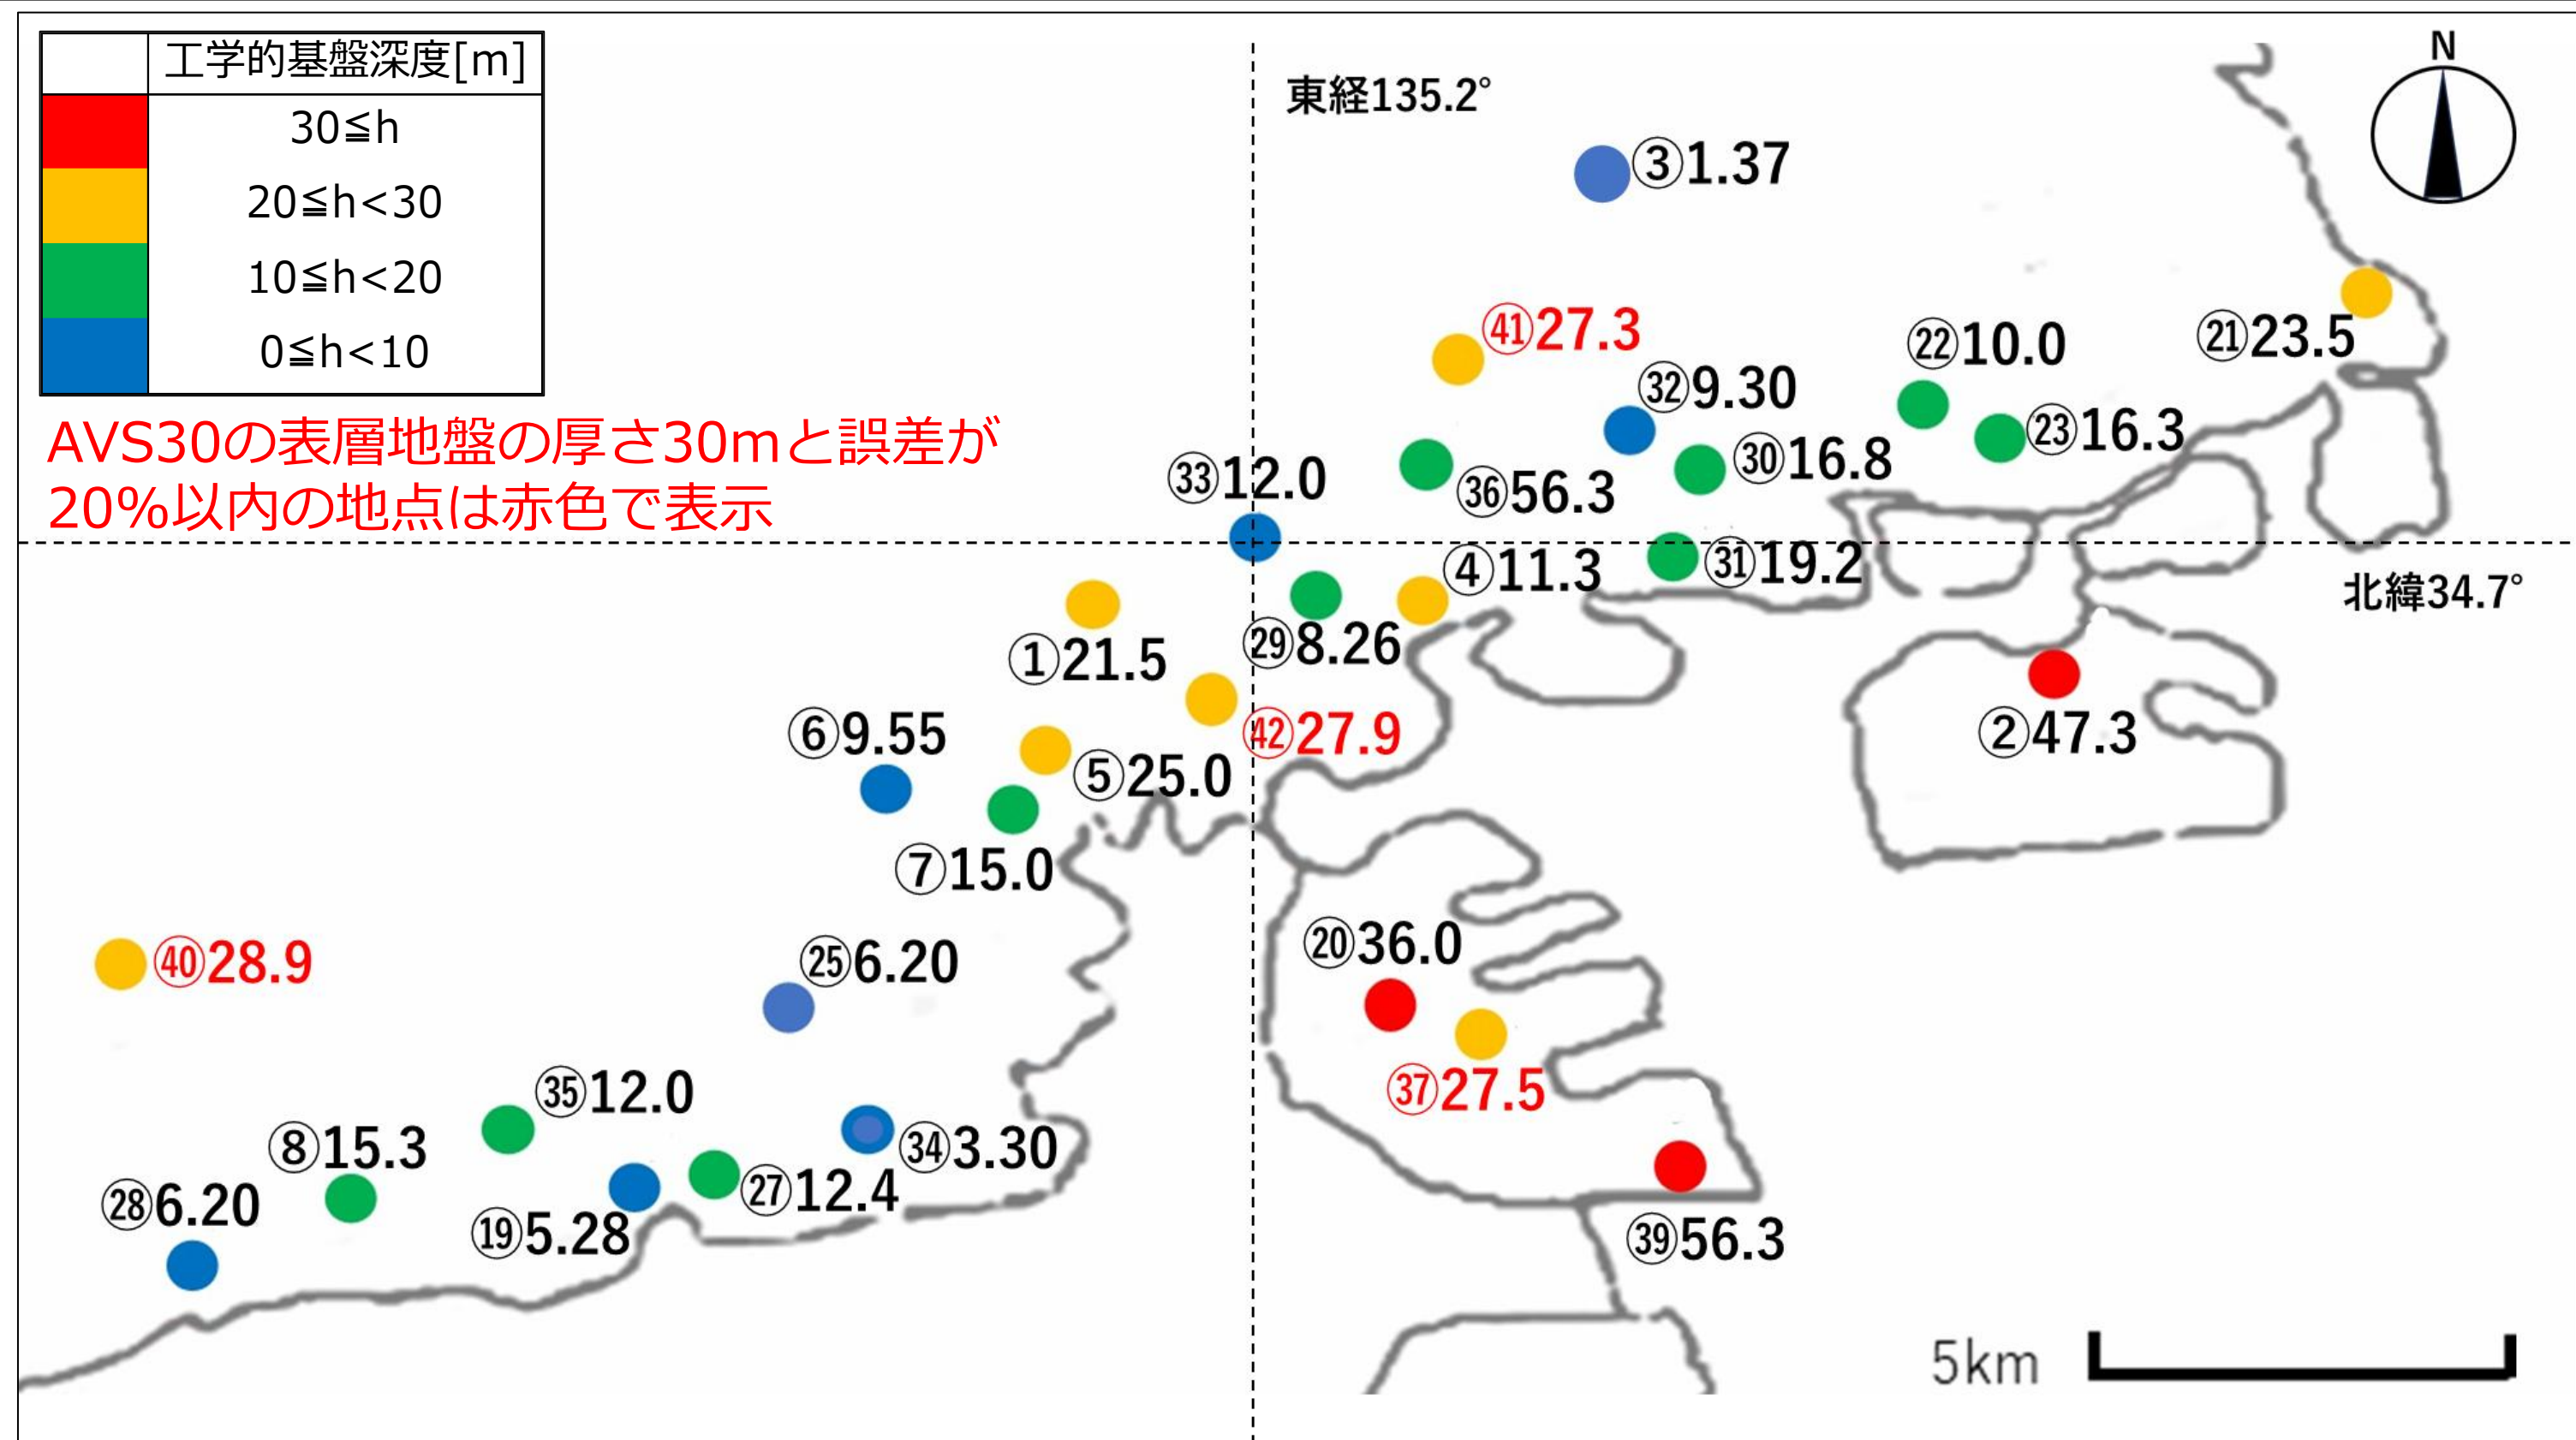 工学的基盤深度[m]
30≦h
20≦h<30
10≦h<20
0≦h<10
AVS30の表層地盤の厚さ30mと誤差が
20%以内の地点は赤色で表示
東経135.2°
N
③1.37
㊶27.3
㉜9.30
㉒10.0
㉑23.5
㉓16.3
㉚16.8
㉝12.0
㊱56.3
④11.3
㉛19.2
北緯34.7°
①21.5
㉙8.26
⑥9.55
㊷27.9
②47.3
⑤25.0
⑦15.0
⑳36.0
㊵28.9
㉕6.20
㊲27.5
㉟12.0
⑧15.3
㉞3.30
㉘6.20
㉗12.4
⑲5.28
㊴56.3
5km